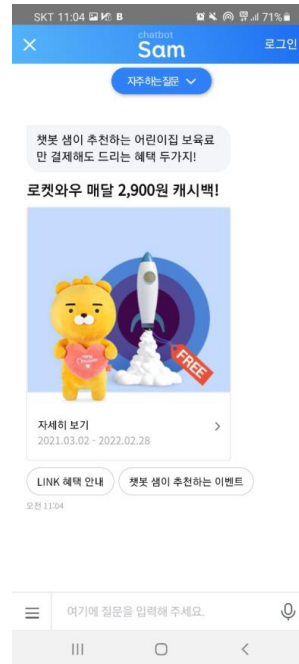 SKT 11:04
71%
chatbot
Sam
로그인
자주하는질문
챗봇 샘이 추천하는 어린이집 보육료
만 결제해도 드리는 혜택 두가지!
로켓와우 매달 2,900원 캐시백!
FREE
자세히 보기
2021.03.02 - 2022.02.28
LINK 혜택 안내
챗봇 샘이 추천하는 이벤트
오전 11:04
여기에 질문을 입력해 주세요.